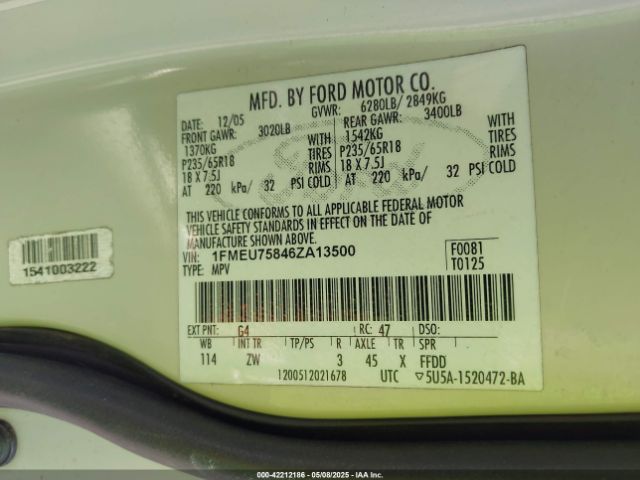 MFD. BY FORD MOTOR CO.
DATE: 12/05 GVWR: 6280LB/ 2849KG
FRONT GAWR: 3020LB REAR GAWR: 3400LB
1370KG WITH 1542KG WITH
P235/65R18 TIRES P235/65R18 TIRES
18 X 7.5J RIMS 18 X 7.5J RIMS
AT 220 kPa/ 32 PSI COLD AT 220 kPa/ 32 PSI COLD
THIS VEHICLE CONFORMS TO ALL APPLICABLE FEDERAL MOTOR
VEHICLE SAFETY STANDARDS IN EFFECT ON THE DATE OF
MANUFACTURE SHOWN ABOVE.
VIN: 1FMEU75846ZA13500 F0081
TYPE: MPV T0125
1541003222
EXT PNT: G4 RC: 47 DSO:
WB INT TR TP/PS R AXLE TR SPR
114 ZW 3 45 X FFDD
1200512021678 UTC ▽5U5A-1520472-BA
Ford
000-42212186 - 05/08/2025 - IAA Inc.